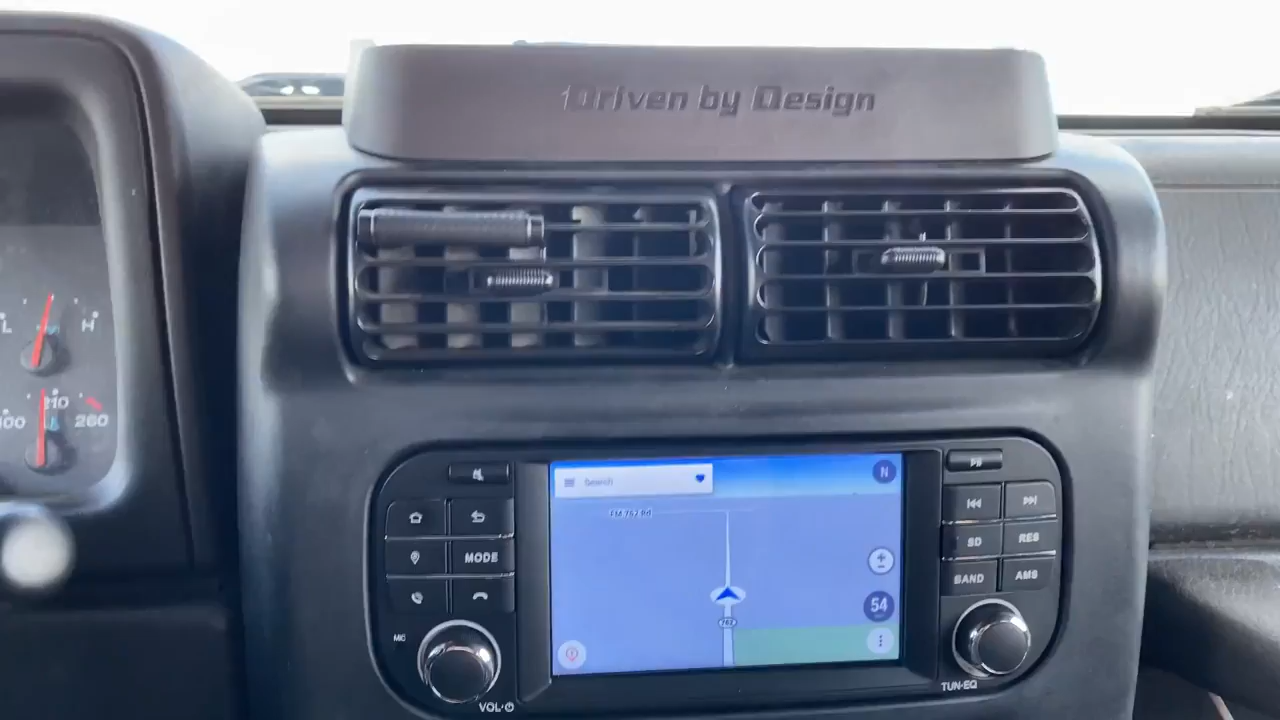 Driven by Design
L H
100 210 260
Search
N
FM 762 Rd
54
762
MODE
MIC
VOL
SD RES
BAND AMS
TUN·EQ